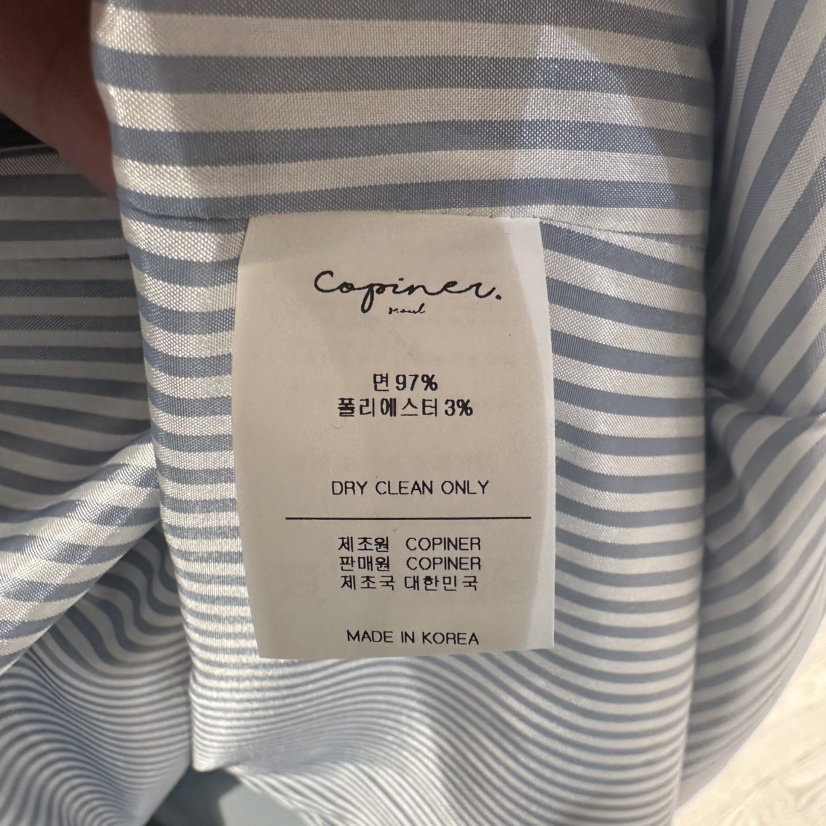 Copiner.
seoul
면 97%
폴리에스터 3%
DRY CLEAN ONLY
제조원 COPINER
판매원 COPINER
제조국 대한민국
MADE IN KOREA